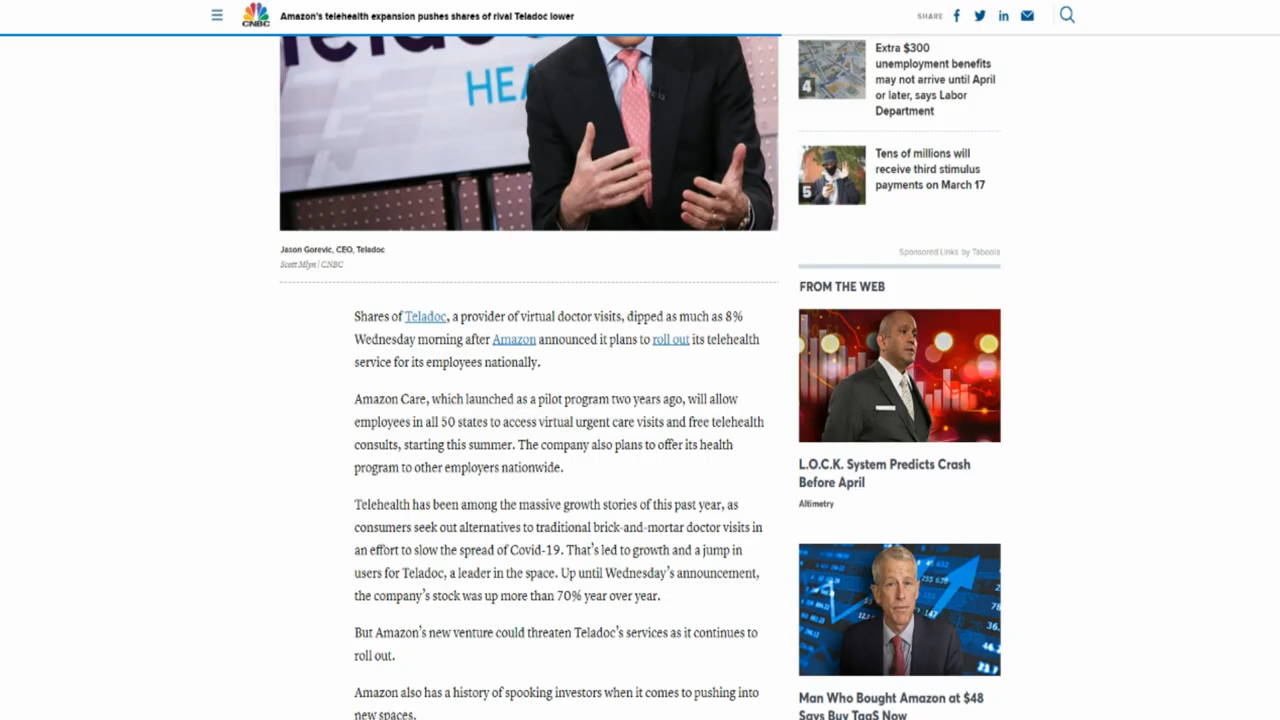 CNBC
Amazon's telehealth expansion pushes shares of rival Teladoc lower
SHARE
HEA
Jason Gorevic, CEO, Teladoc
Scott Mlyn | CNBC
Shares of Teladoc, a provider of virtual doctor visits, dipped as much as 8%
Wednesday morning after Amazon announced it plans to roll out its telehealth
service for its employees nationally.
Amazon Care, which launched as a pilot program two years ago, will allow
employees in all 50 states to access virtual urgent care visits and free telehealth
consults, starting this summer. The company also plans to offer its health
program to other employers nationwide.
Telehealth has been among the massive growth stories of this past year, as
consumers seek out alternatives to traditional brick-and-mortar doctor visits in
an effort to slow the spread of Covid-19. That's led to growth and a jump in
users for Teladoc, a leader in the space. Up until Wednesday's announcement,
the company's stock was up more than 70% year over year.
But Amazon's new venture could threaten Teladoc's services as it continues to
roll out.
Amazon also has a history of spooking investors when it comes to pushing into
new spaces.
4
Extra $300
unemployment benefits
may not arrive until April
or later, says Labor
Department
5
Tens of millions will
receive third stimulus
payments on March 17
Sponsored Links by Taboola
FROM THE WEB
L.O.C.K. System Predicts Crash
Before April
Altimetry
Man Who Bought Amazon at $48
Says Buy TaaS Now